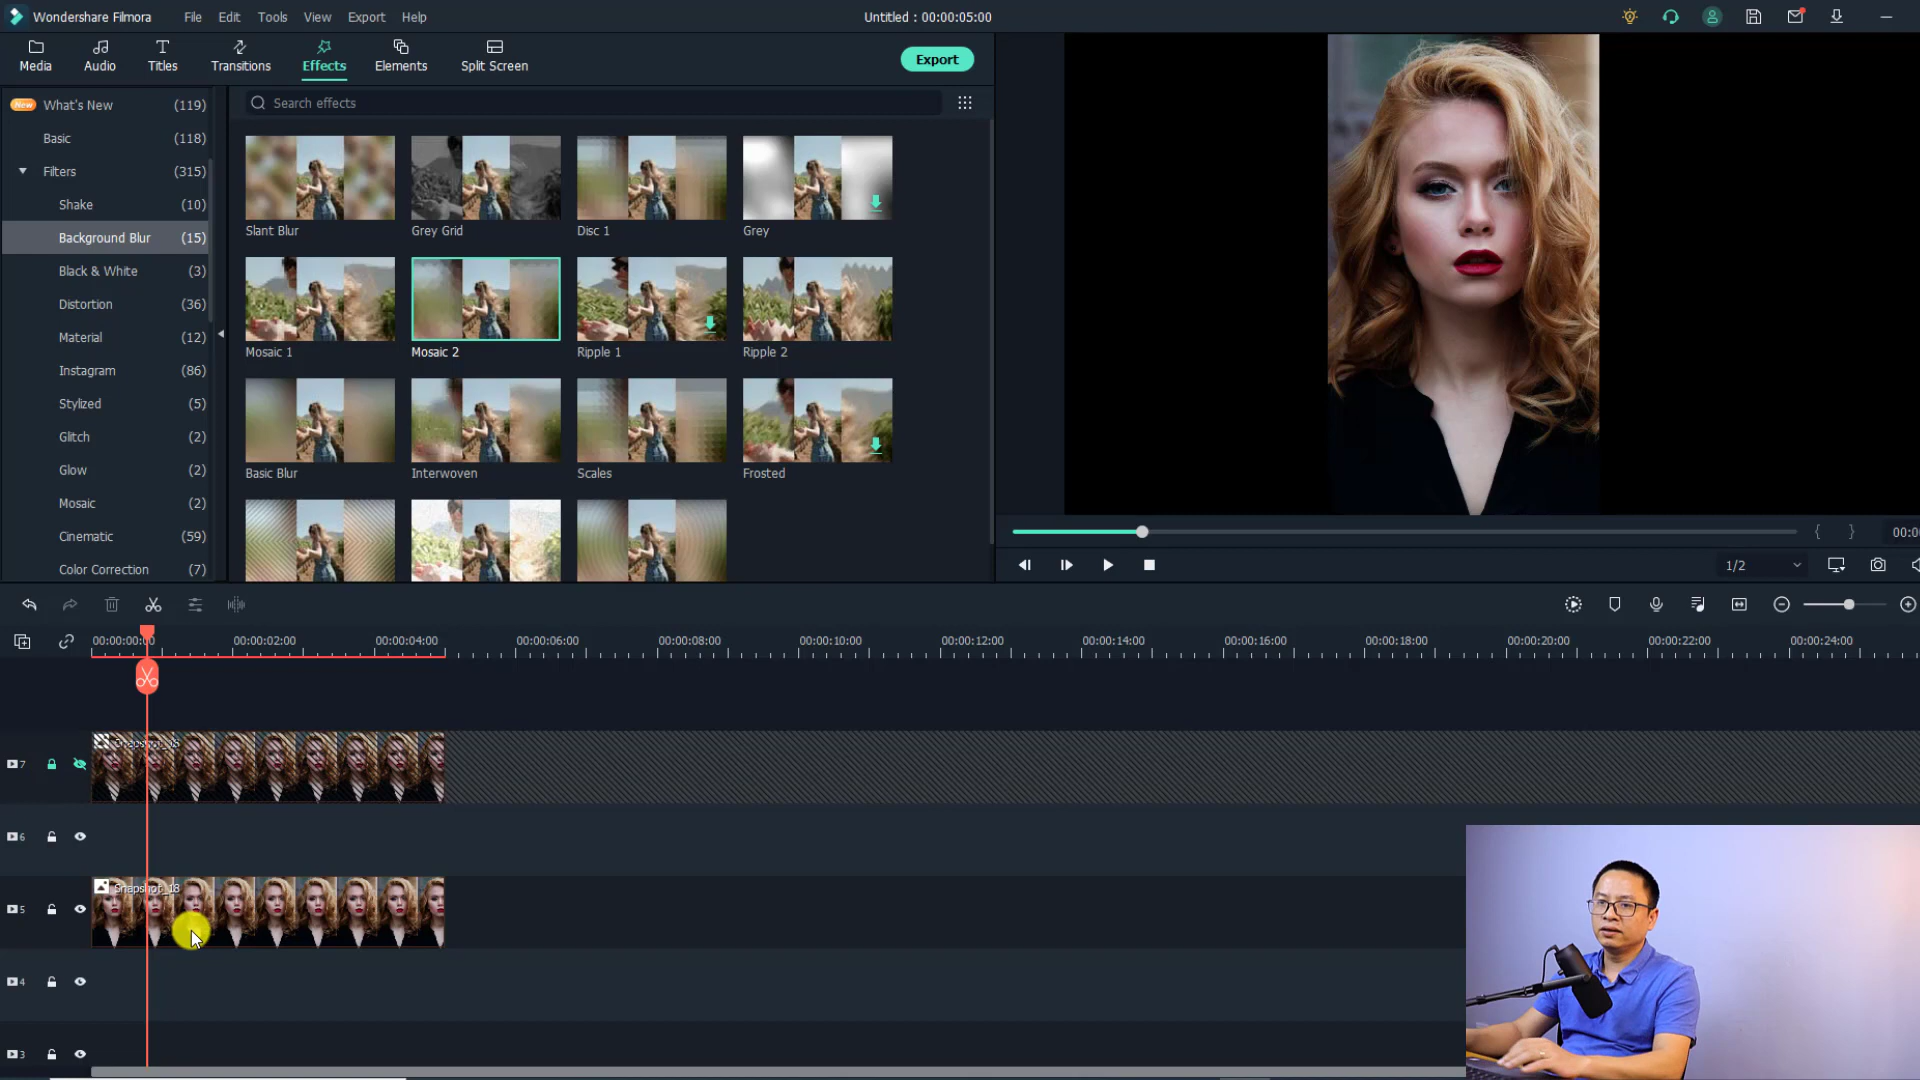 Wondershare Filmora
File
Edit
Tools
View
Export
Help
Untitled : 00:00:05:00
Media
Audio
Titles
Transitions
Effects
Elements
Split Screen
Export
New
What's New (119)
Basic (118)
Filters (315)
Shake (10)
Background Blur (15)
Black & White (3)
Distortion (36)
Material (12)
Instagram (86)
Stylized (5)
Glitch (2)
Glow (2)
Mosaic (2)
Cinematic (59)
Color Correction (7)
Search effects
Slant Blur
Grey Grid
Disc 1
Grey
Mosaic 1
Mosaic 2
Ripple 1
Ripple 2
Basic Blur
Interwoven
Scales
Frosted
{ }
00:00
1/2
00:00:00:00
00:00:02:00
00:00:04:00
00:00:06:00
00:00:08:00
00:00:10:00
00:00:12:00
00:00:14:00
00:00:16:00
00:00:18:00
00:00:20:00
00:00:22:00
00:00:24:00
7
6
Snapshot_18
5
4
3